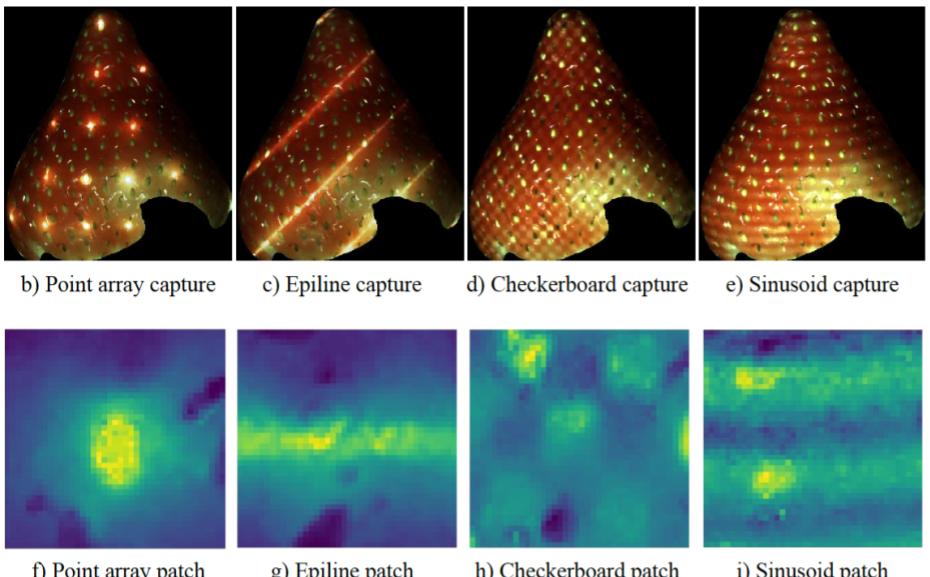 b) Point array capture
c) Epiline capture
d) Checkerboard capture
e) Sinusoid capture
f) Point array patch
g) Epiline patch
h) Checkerboard patch
i) Sinusoid patch